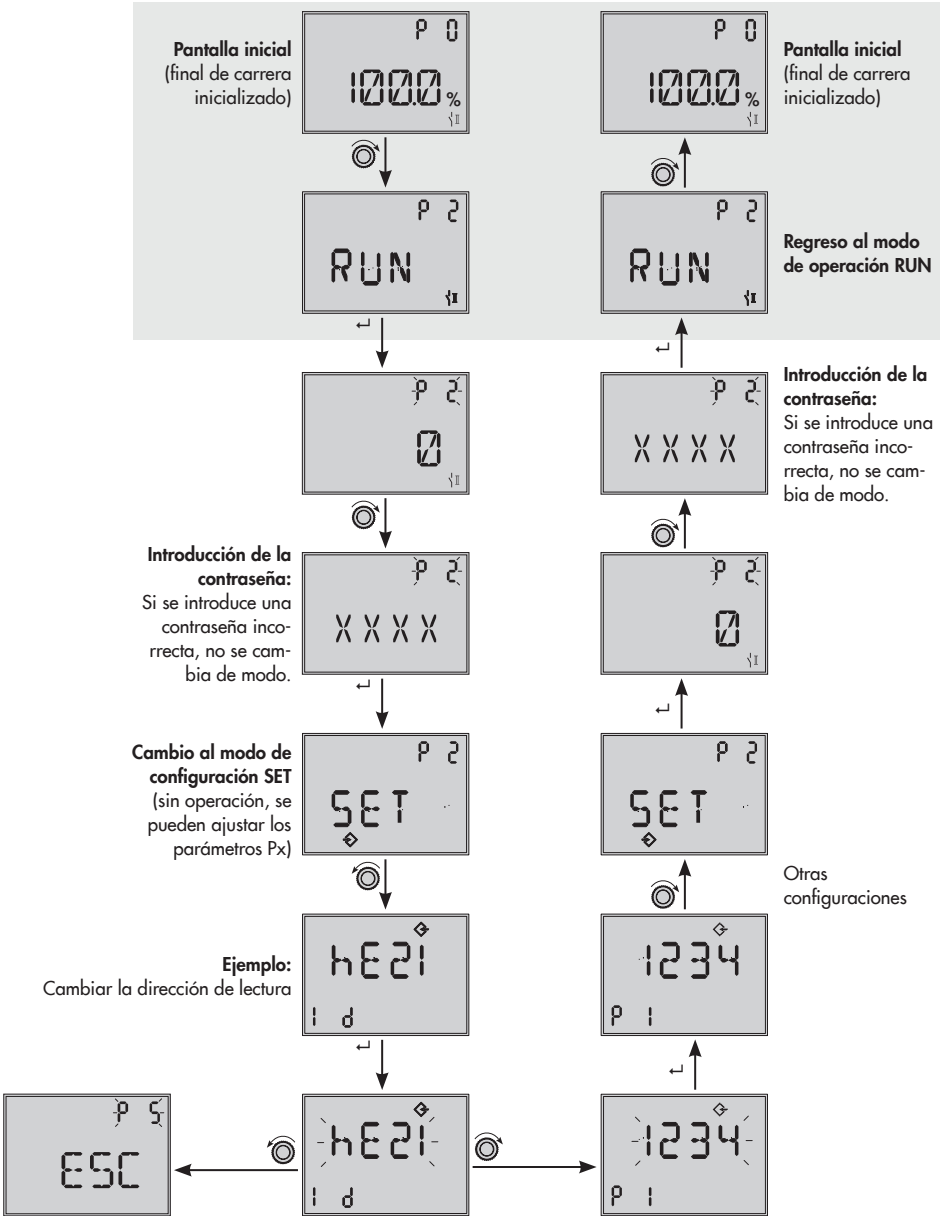 Pantalla inicial
(final de carrera
inicializado)
P 0
100.0 %
P 2
RUN
P 2
0
Introducción de la
contraseña:
Si se introduce una
contraseña inco-
rrecta, no se cam-
bia de modo.
P 2
XXXX
Cambio al modo de
configuración SET
(sin operación, se
pueden ajustar los
parámetros Px)
P 2
SET
Ejemplo:
Cambiar la dirección de lectura
hE21
1 d
P 5
ESC
hE21
1 d
P 0
100.0 %
Pantalla inicial
(final de carrera
inicializado)
P 2
RUN
Regreso al modo
de operación RUN
P 2
XXXX
Introducción de la
contraseña:
Si se introduce una
contraseña inco-
rrecta, no se cam-
bia de modo.
P 2
0
P 2
SET
Otras
configuraciones
1234
P 1
1234
P 1